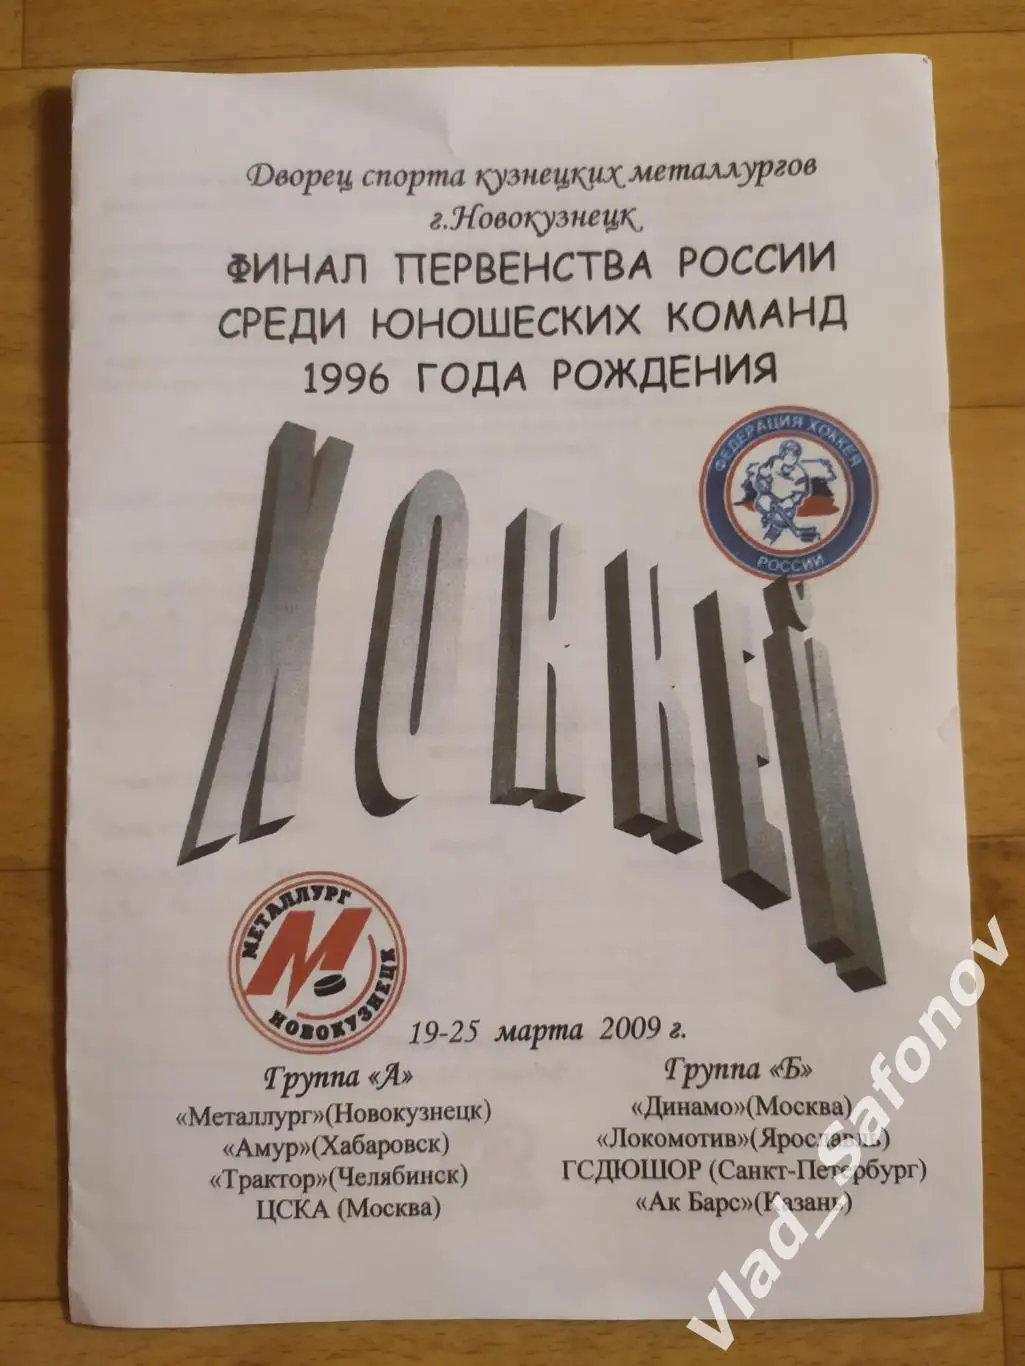 Дворец спорта кузнецких металлургов
г.Новокузнецк
ФИНАЛ ПЕРВЕНСТВА РОССИИ
СРЕДИ ЮНОШЕСКИХ КОМАНД
1996 ГОДА РОЖДЕНИЯ
ФЕДЕРАЦИЯ ХОККЕЯ
РОССИИ
ХОККЕЙ
МЕТАЛЛУРГ
М
НОВОКУЗНЕЦК
19-25 марта 2009 г.
Группа «А»
«Металлург»(Новокузнецк)
«Амур»(Хабаровск)
«Трактор»(Челябинск)
ЦСКА (Москва)
Группа «Б»
«Динамо»(Москва)
«Локомотив»(Ярославль)
ГСДЮШОР (Санкт-Петербург)
«Ак Барс»(Казань)
Vlad_Safonov